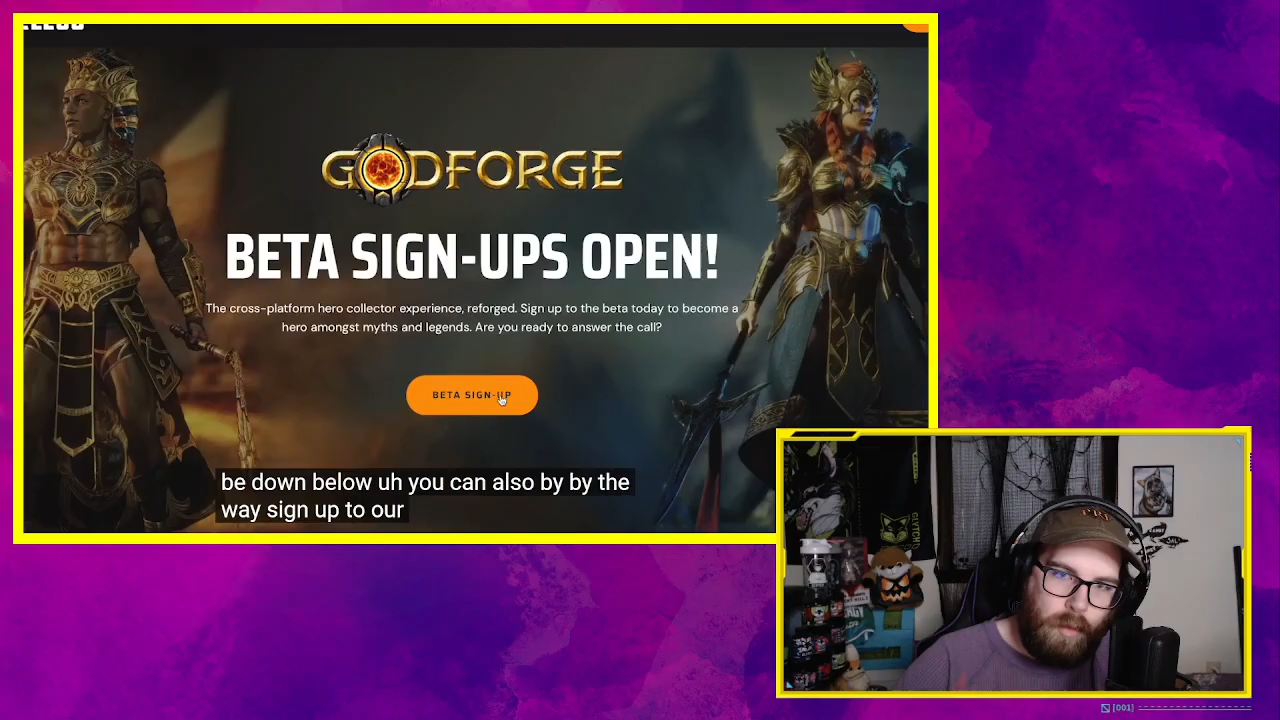 GODFORGE
BETA SIGN-UPS OPEN!
The cross-platform hero collector experience, reforged. Sign up to the beta today to become a
hero amongst myths and legends. Are you ready to answer the call?
BETA SIGN-UP
be down below uh you can also by by the
way sign up to our
GLYTCH
[001]